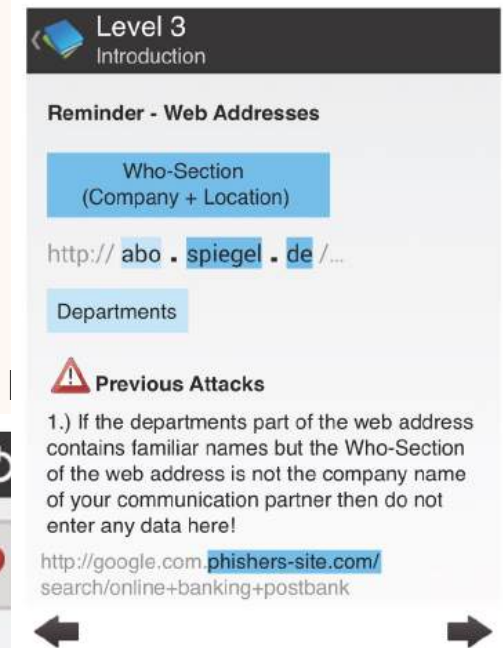 Level 3
Introduction
Reminder - Web Addresses
Who-Section
(Company + Location)
http:// abo . spiegel . de /...
Departments
Previous Attacks
1.) If the departments part of the web address
contains familiar names but the Who-Section
of the web address is not the company name
of your communication partner then do not
enter any data here!
http://google.com.phishers-site.com/
search/online+banking+postbank